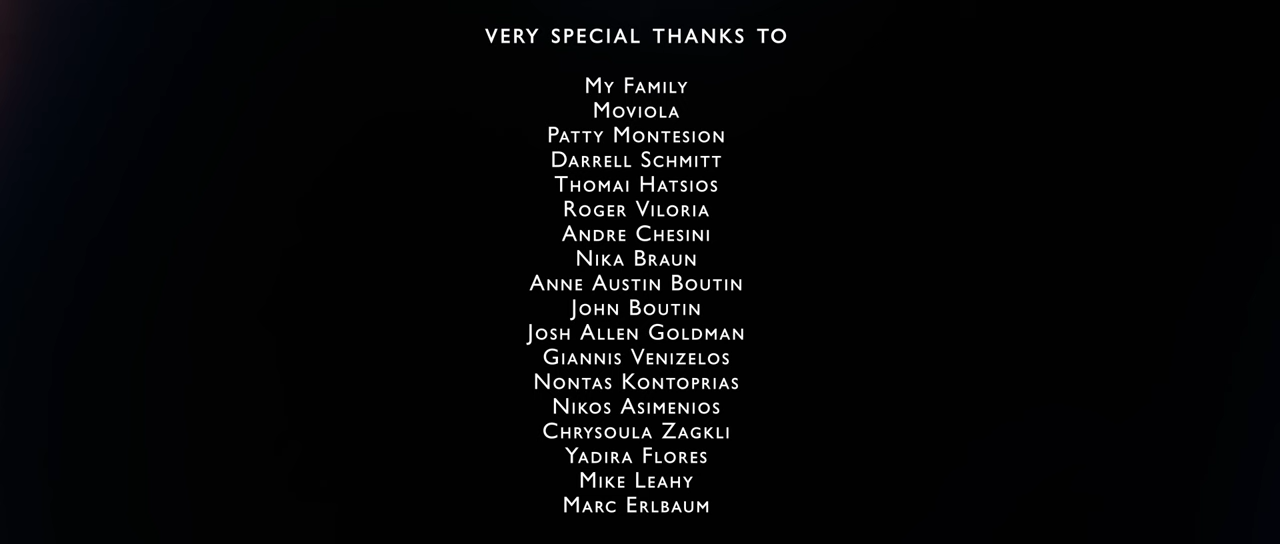 VERY SPECIAL THANKS TO
My Family
Moviola
Patty Montesion
Darrell Schmitt
Thomai Hatsios
Roger Viloria
Andre Chesini
Nika Braun
Anne Austin Boutin
John Boutin
Josh Allen Goldman
Giannis Venizelos
Nontas Kontoprias
Nikos Asimenios
Chrysoula Zagkli
Yadira Flores
Mike Leahy
Marc Erlbaum